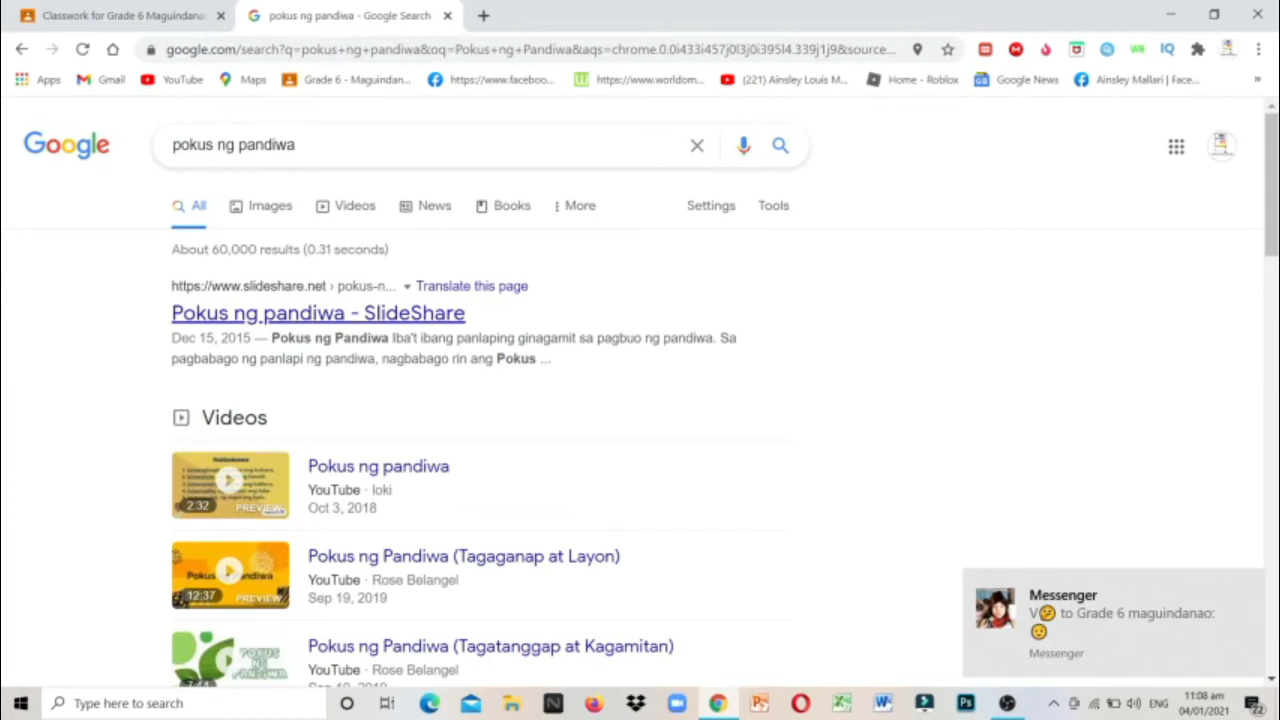 Classwork for Grade 6 Maguindana
pokus ng pandiwa - Google Search
google.com/search?q=pokus+ng+pandiwa&oq=Pokus+ng+Pandiwa&aqs=chrome.0.0i433i457j0l3j0i395l4.339j1j9&source...
Apps
Gmail
YouTube
Maps
Grade 6 - Maguindan...
https://www.faceboo...
https://www.worldom...
(221) Ainsley Louis M...
Home - Roblox
Google News
Ainsley Mallari | Face...
Google
pokus ng pandiwa
All
Images
Videos
News
Books
More
Settings
Tools
About 60,000 results (0.31 seconds)
https://www.slideshare.net › pokus-n... Translate this page
Pokus ng pandiwa - SlideShare
Dec 15, 2015 — Pokus ng Pandiwa Iba't ibang panlaping ginagamit sa pagbuo ng pandiwa. Sa
pagbabago ng panlapi ng pandiwa, nagbabago rin ang Pokus ...
Videos
2:32
PREVIEW
Pokus ng pandiwa
YouTube · loki
Oct 3, 2018
12:37
PREVIEW
Pokus ng Pandiwa (Tagaganap at Layon)
YouTube · Rose Belangel
Sep 19, 2019
POKUS
NG
PANDIWA
Pokus ng Pandiwa (Tagatanggap at Kagamitan)
YouTube · Rose Belangel
Messenger
V🤔 to Grade 6 maguindanao:
Messenger
Type here to search
ENG
11:08 am
04/01/2021
22